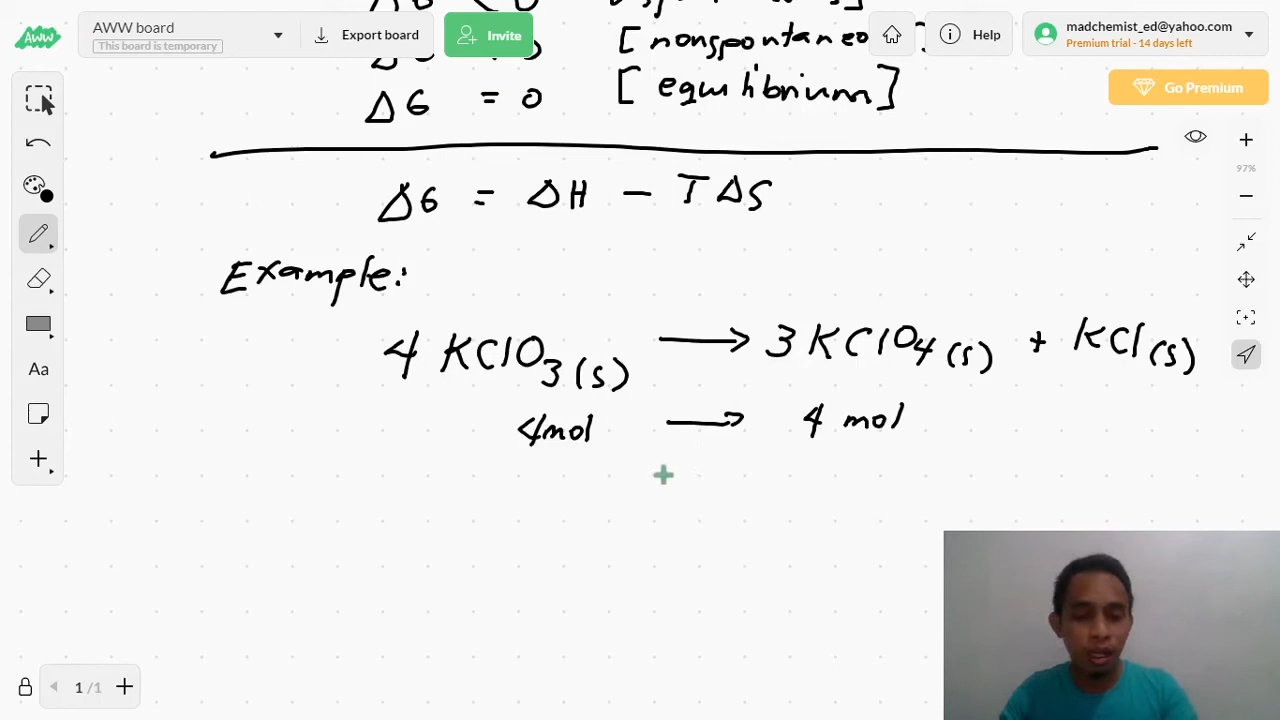 AWW board
This board is temporary
Export board
Invite
Help
madchemist_ed@yahoo.com
Premium trial - 14 days left
Go Premium
[nonspontaneo
ΔG = 0 [equilibrium]
97%
ΔG = ΔH - TΔS
Example:
4 KClO3(s) → 3 KClO4(s) + KCl(s)
4mol → 4 mol
Aa
1 / 1